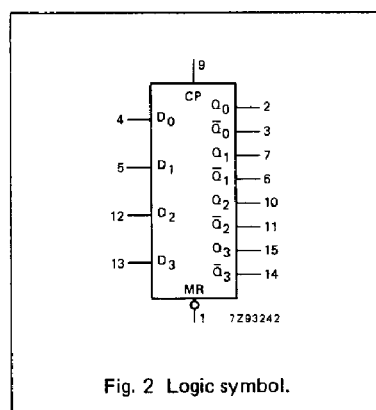 9
CP
4 D0 Q0 2
Q̅0 3
5 D1 Q1 7
Q̅1 6
12 D2 Q2 10
Q̅2 11
13 D3 Q3 15
Q̅3 14
MR
1 7Z93242
Fig. 2 Logic symbol.